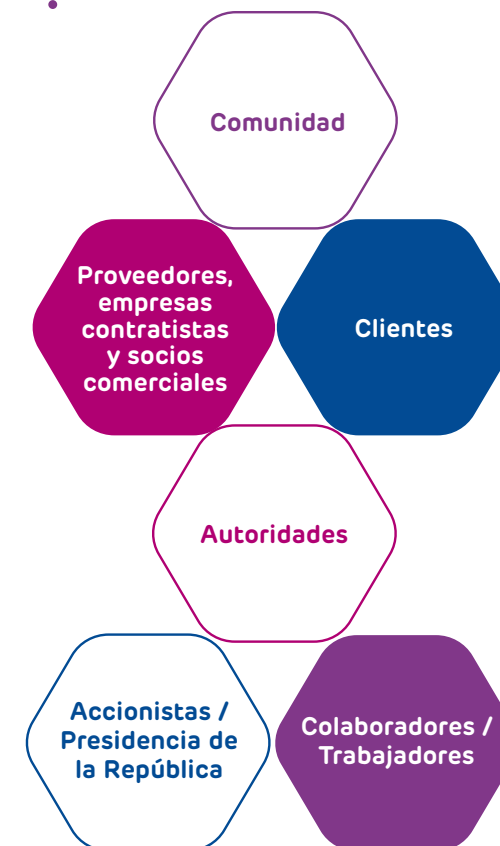 Comunidad
Proveedores,
empresas
contratistas
y socios
comerciales
Clientes
Autoridades
Accionistas /
Presidencia de
la República
Colaboradores /
Trabajadores